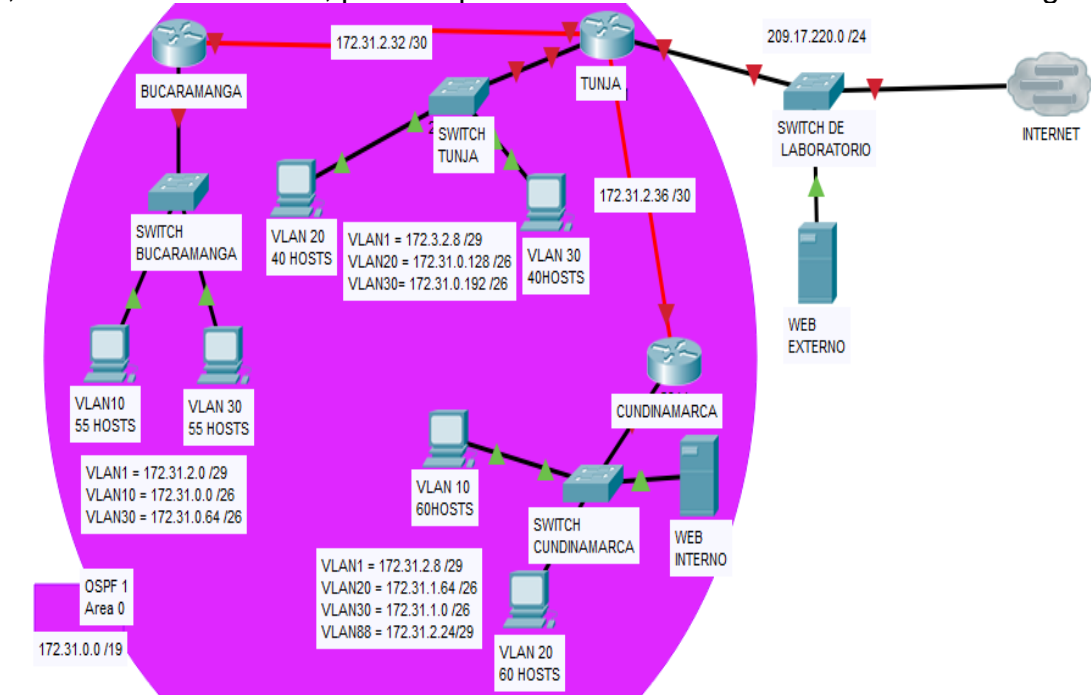 172.31.2.32 /30
209.17.220.0 /24
BUCARAMANGA
TUNJA
INTERNET
SWITCH
TUNJA
SWITCH DE
LABORATORIO
172.31.2.36 /30
SWITCH
BUCARAMANGA
VLAN 20
40 HOSTS
VLAN1 = 172.3.2.8 /29
VLAN20 = 172.31.0.128 /26
VLAN30= 172.31.0.192 /26
VLAN 30
40HOSTS
WEB
EXTERNO
VLAN10
55 HOSTS
VLAN 30
55 HOSTS
CUNDINAMARCA
VLAN1 = 172.31.2.0 /29
VLAN10 = 172.31.0.0 /26
VLAN30 = 172.31.0.64 /26
VLAN 10
60HOSTS
SWITCH
CUNDINAMARCA
WEB
INTERNO
VLAN1 = 172.31.2.8 /29
VLAN20 = 172.31.1.64 /26
VLAN30 = 172.31.1.0 /26
VLAN88 = 172.31.2.24/29
VLAN 20
60 HOSTS
OSPF 1
Area 0
172.31.0.0 /19